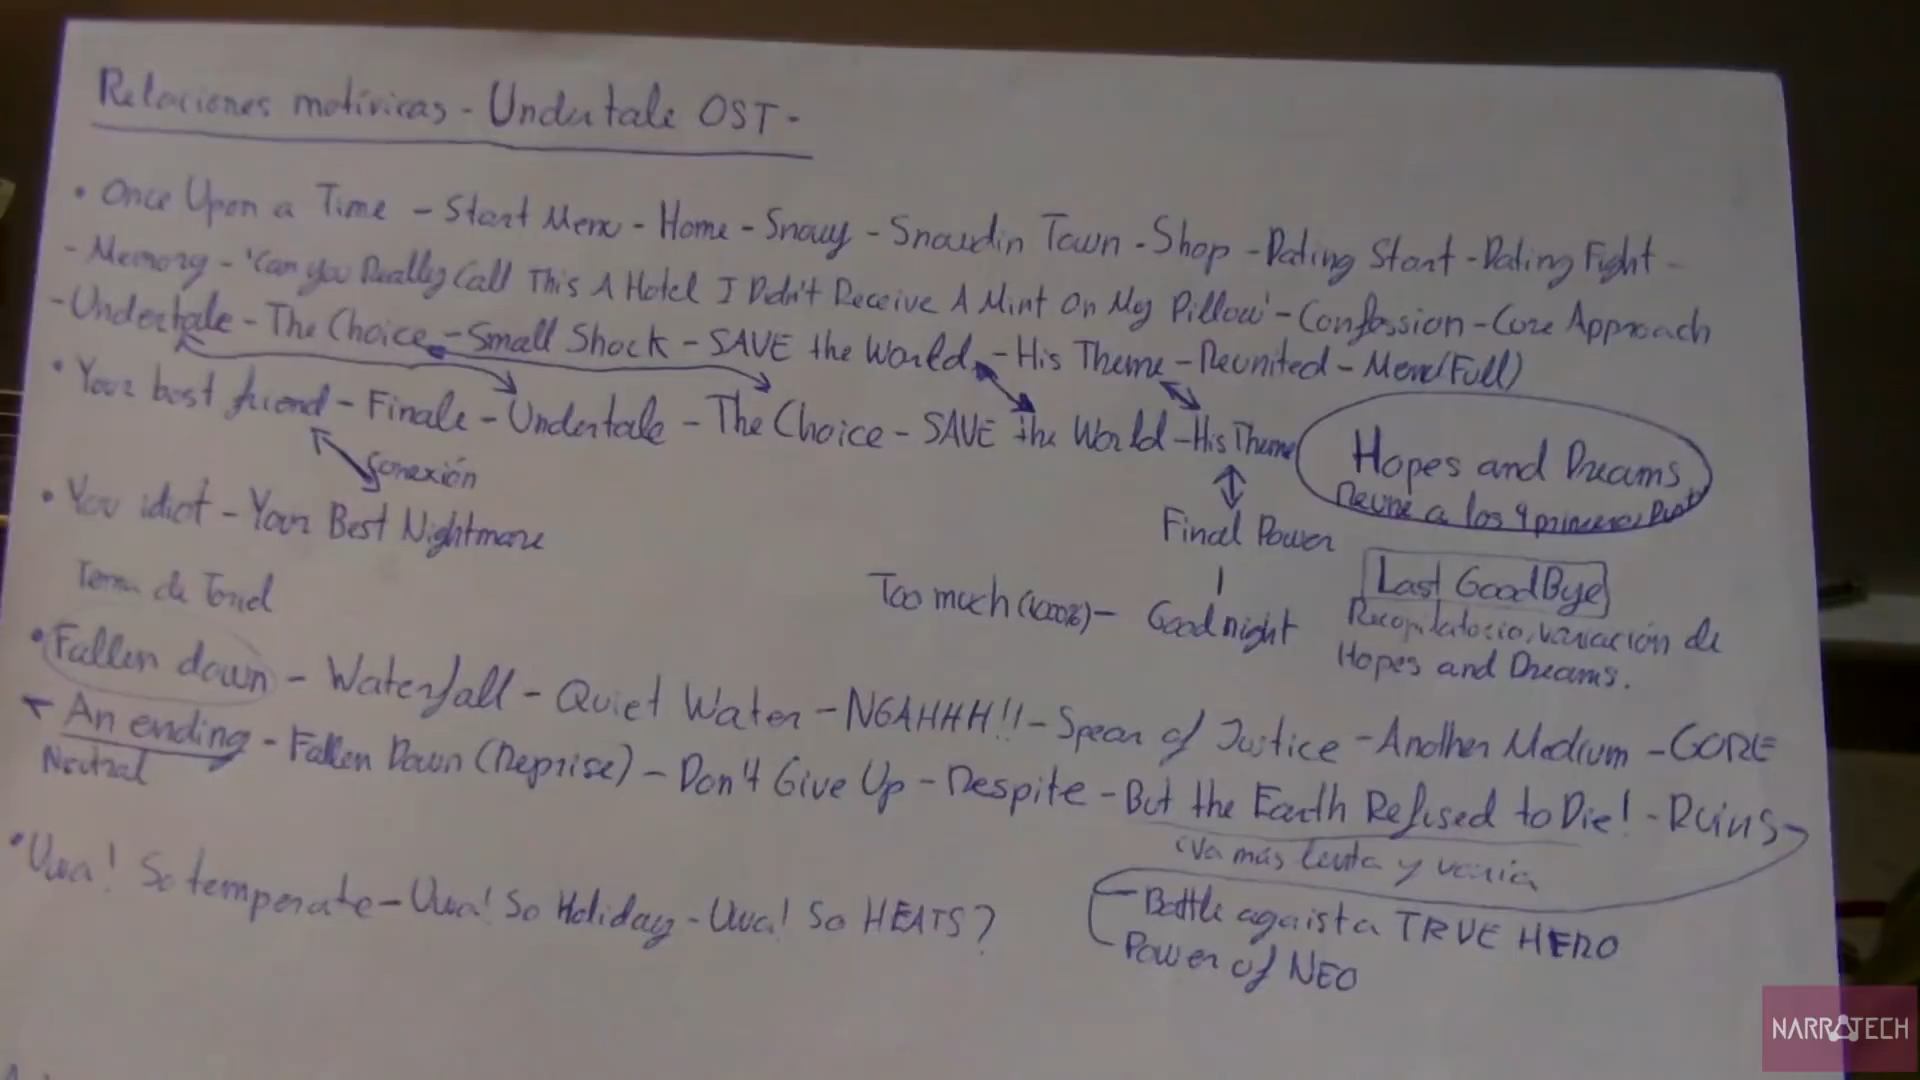 Relaciones motívicas - Undertale OST -
• Once Upon a Time - Start Menu - Home - Snowy - Snowdin Town - Shop - Dating Start - Dating Fight -
- Memory - 'Can You Really Call This A Hotel I Didn't Receive A Mint On My Pillow' - Confession - Core Approach
- Undertale - The Choice - Small Shock - SAVE the World - His Theme - Reunited - Menu (Full)
• Your best friend - Finale - Undertale - The Choice - SAVE the World - His Theme
Hopes and Dreams
Reúne a los 4 primeros
conexión
• You idiot - Your Best Nightmare
Final Power
Too much (1000%) - Good night
Last GoodBye
Recopilatorio, variación de
Hopes and Dreams.
Tema de Toriel
• Fallen down - Waterfall - Quiet Water - NGAHHH!! - Spear of Justice - Another Medium - CORE
- An ending - Fallen Down (Reprise) - Don't Give Up - Respite - But the Earth Refused to Die! - Ruins
Neutral
(va más lenta y varía
• Uwa! So temperate - Uwa! So Holiday - Uwa! So HEATS?
- Battle agaist a TRUE HERO
Power of NEO
NARRATECH